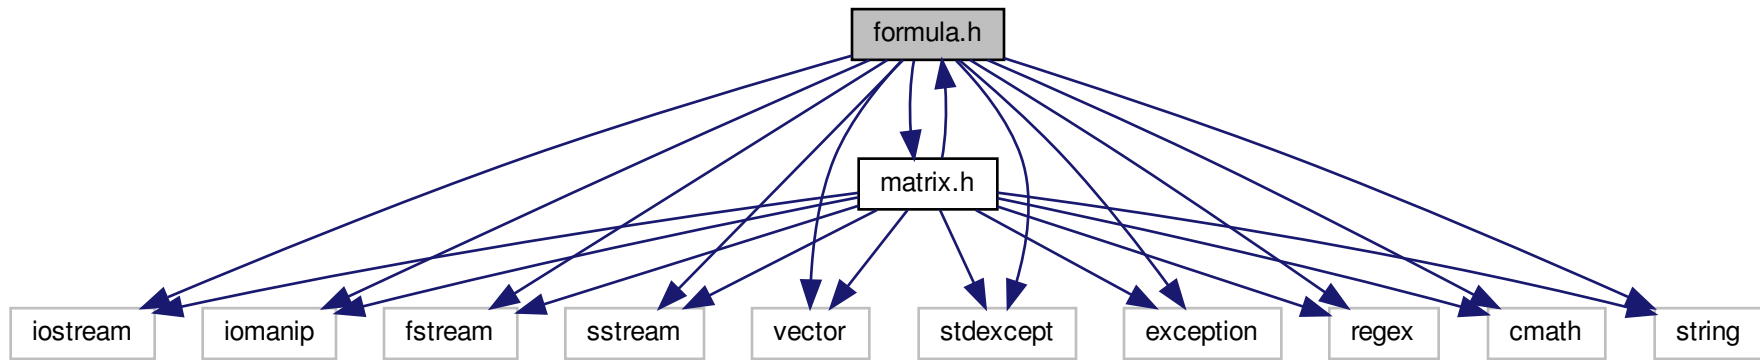 formula.h
matrix.h
iostream
iomanip
fstream
sstream
vector
stdexcept
exception
regex
cmath
string